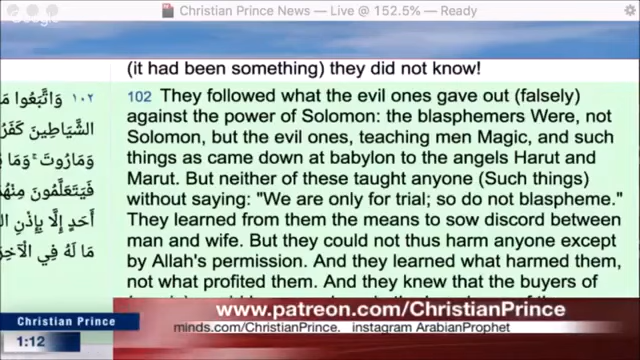 Christian Prince News — Live @ 152.5% — Ready
(it had been something) they did not know!
١٠٢ وَاتَّبَعُوا مَ
الشَّيَاطِينَ كَفَرُ
وَمَارُوتَ ۚ وَمَا يُ
فَيَتَعَلَّمُونَ مِنْهُمَ
أَحَدٍ إِلَّا بِإِذْنِ ال
مَا لَهُ فِي الْآخِرَ
102 They followed what the evil ones gave out (falsely)
against the power of Solomon: the blasphemers Were, not
Solomon, but the evil ones, teaching men Magic, and such
things as came down at babylon to the angels Harut and
Marut. But neither of these taught anyone (Such things)
without saying: "We are only for trial; so do not blaspheme."
They learned from them the means to sow discord between
man and wife. But they could not thus harm anyone except
by Allah's permission. And they learned what harmed them,
not what profited them. And they knew that the buyers of
www.patreon.com/ChristianPrince
Christian Prince
minds.com/ChristianPrince. instagram ArabianProphet
1:12